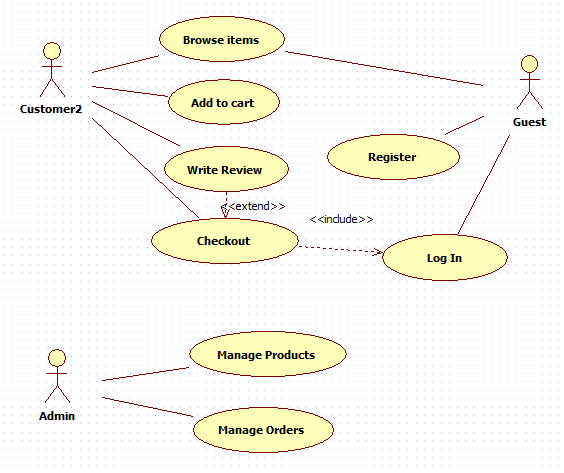 Browse items
Customer2
Add to cart
Guest
Register
Write Review
<<extend>>
<<include>>
Checkout
Log In
Manage Products
Admin
Manage Orders